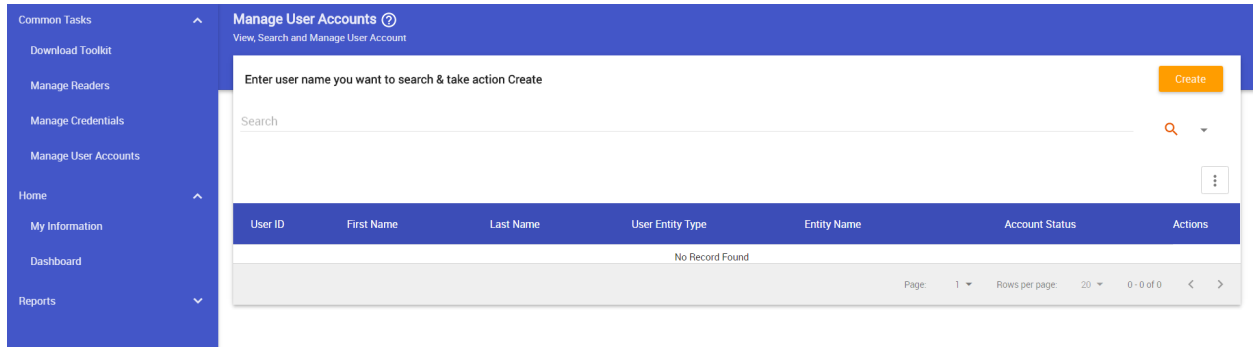 Common Tasks
Download Toolkit
Manage Readers
Manage Credentials
Manage User Accounts
Home
My Information
Dashboard
Reports
Manage User Accounts
View, Search and Manage User Account
Enter user name you want to search & take action Create
Create
Search
User ID First Name Last Name User Entity Type Entity Name Account Status Actions
No Record Found
Page: 1 Rows per page: 20 0 - 0 of 0